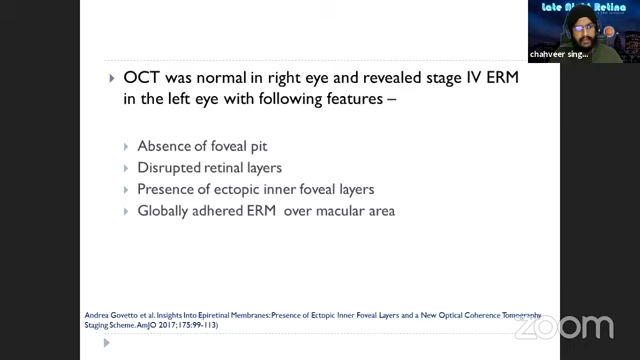 Late Night Retina
chahveer sing...
OCT was normal in right eye and revealed stage IV ERM
in the left eye with following features –
Absence of foveal pit
Disrupted retinal layers
Presence of ectopic inner foveal layers
Globally adhered ERM over macular area
Andrea Govetto et al. Insights Into Epiretinal Membranes: Presence of Ectopic Inner Foveal Layers and a New Optical Coherence Tomography
Staging Scheme. AmJO 2017;175:99-113)
zoom